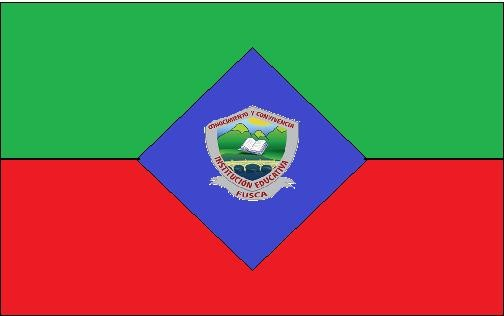 CONOCIMIENTO Y CONVIVENCIA
INSTITUCIÓN EDUCATIVA
FUSCA